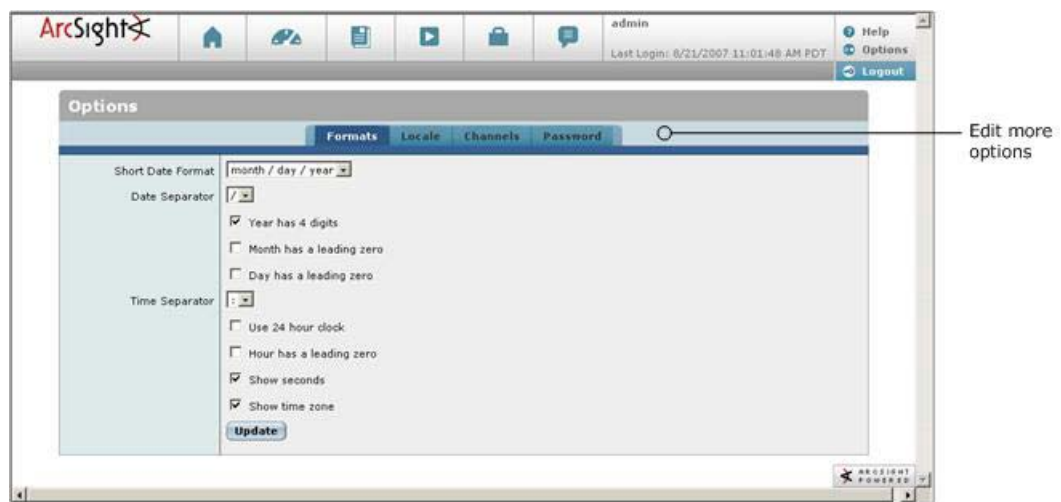 ArcSight
admin
Last Login: 8/21/2007 11:01:48 AM PDT
Help
Options
Logout
Options
Formats Locale Channels Password
Edit more
options
Short Date Format month / day / year
Date Separator /
Year has 4 digits
Month has a leading zero
Day has a leading zero
Time Separator :
Use 24 hour clock
Hour has a leading zero
Show seconds
Show time zone
Update
ARCSIGHT
POWERED